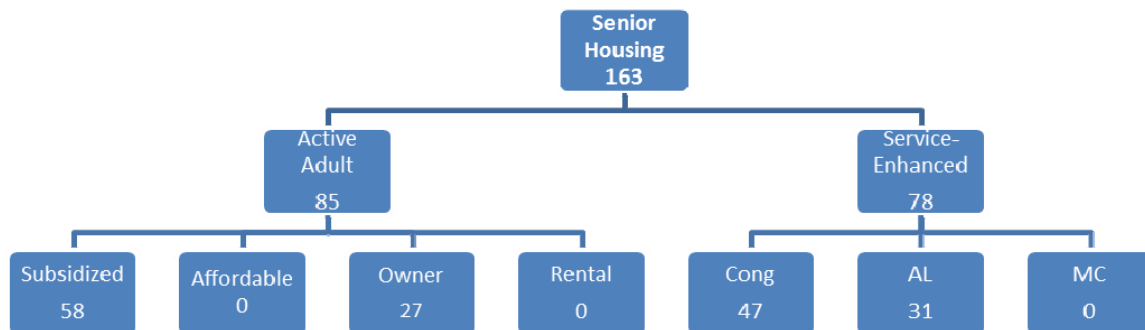 Senior
Housing
163
Active
Adult
85
Service-
Enhanced
78
Subsidized
58
Affordable
0
Owner
27
Rental
0
Cong
47
AL
31
MC
0